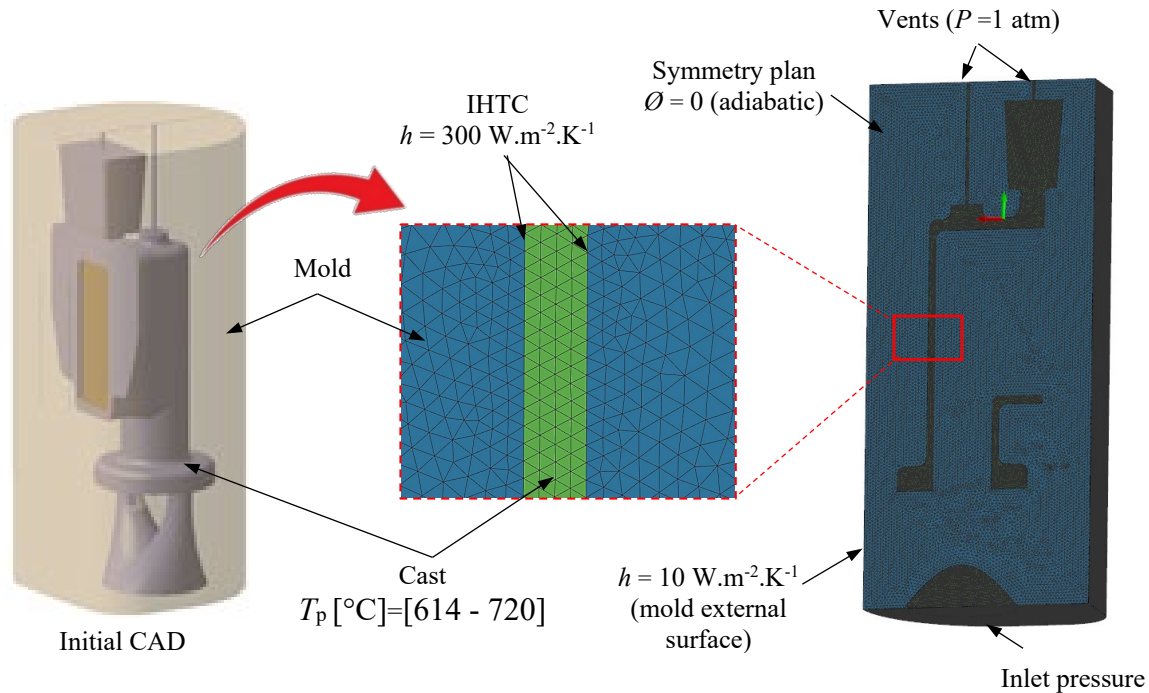 Vents (P =1 atm)
Symmetry plan
Ø = 0 (adiabatic)
IHTC
h = 300 W.m⁻².K⁻¹
Mold
Cast
Tₚ [°C]=[614 - 720]
Initial CAD
h = 10 W.m⁻².K⁻¹
(mold external
surface)
Inlet pressure